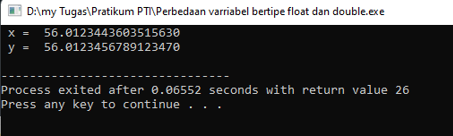 D:\my Tugas\Pratikum PTI\Perbedaan varriabel bertipe float dan double.exe
x =  56.0123443603515630
y =  56.0123456789123470
--------------------------------
Process exited after 0.06552 seconds with return value 26
Press any key to continue . . .